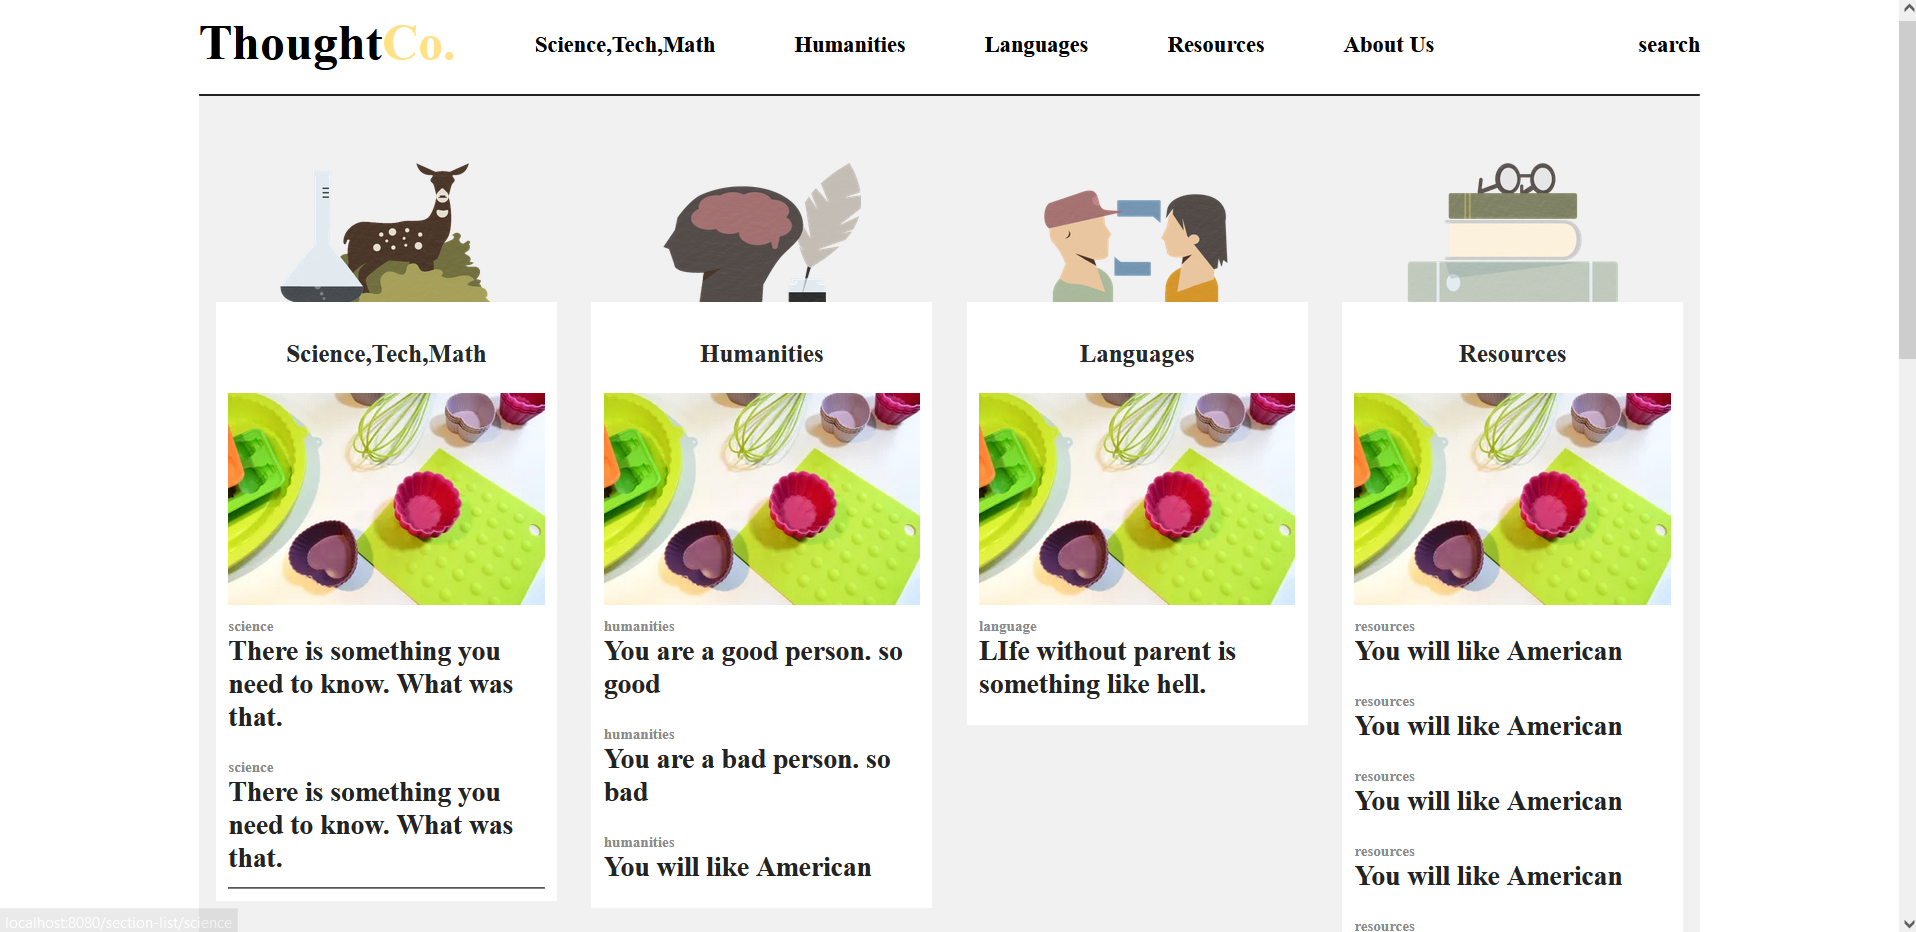 ThoughtCo.
Science,Tech,Math
Humanities
Languages
Resources
About Us
search
Science,Tech,Math
science
There is something you
need to know. What was
that.
science
There is something you
need to know. What was
that.
Humanities
humanities
You are a good person. so
good
humanities
You are a bad person. so
bad
humanities
You will like American
Languages
language
LIfe without parent is
something like hell.
Resources
resources
You will like American
resources
You will like American
resources
You will like American
resources
You will like American
resources
localhost:8080/section-list/science